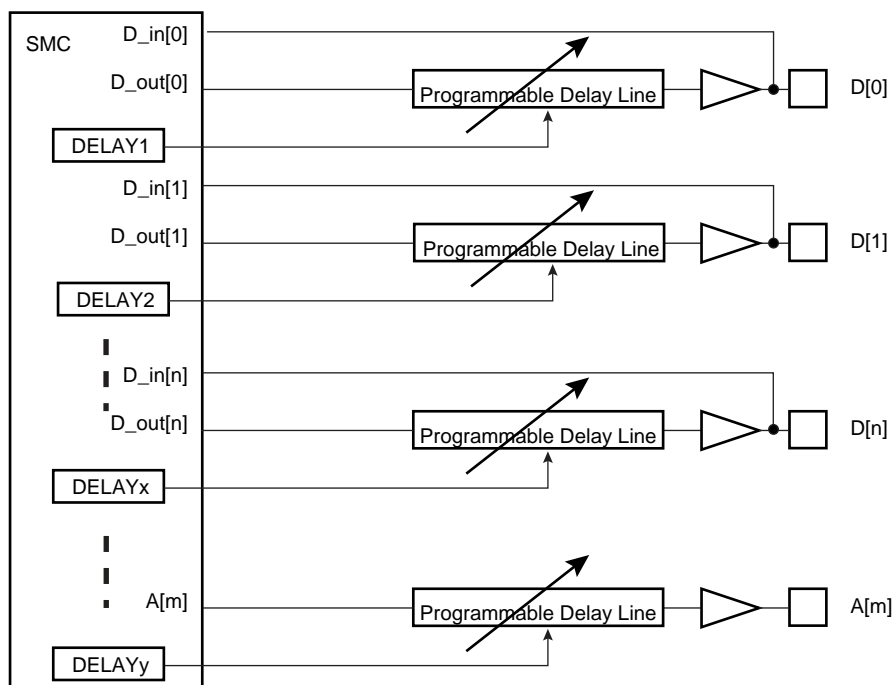 SMC
D_in[0]
D_out[0]
Programmable Delay Line
D[0]
DELAY1
D_in[1]
D_out[1]
Programmable Delay Line
D[1]
DELAY2
D_in[n]
D_out[n]
Programmable Delay Line
D[n]
DELAYx
A[m]
Programmable Delay Line
A[m]
DELAYy